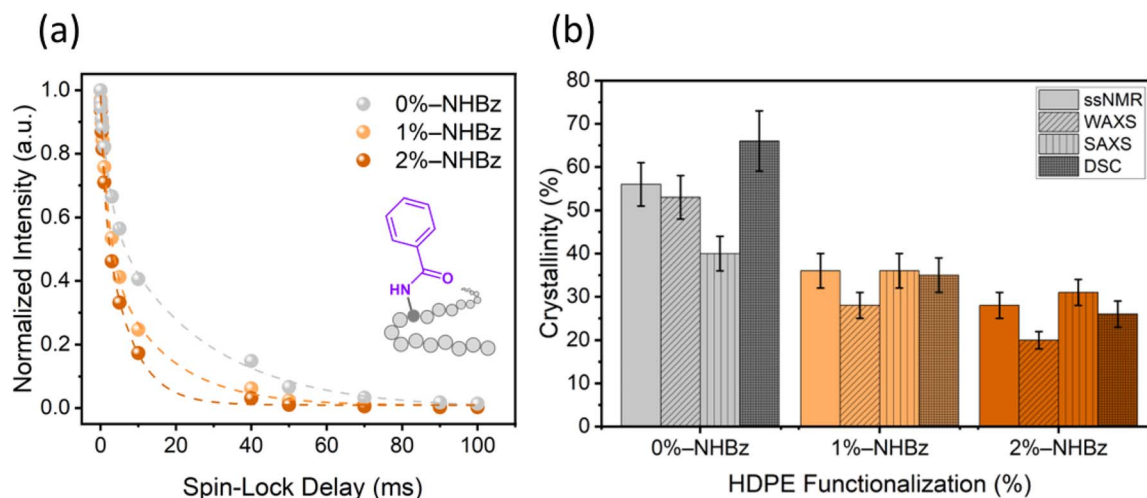 (a)
Normalized Intensity (a.u.)
1.0
0.8
0.6
0.4
0.2
0.0
0%–NHBz
1%–NHBz
2%–NHBz
O
HN
0
20
40
60
80
100
Spin-Lock Delay (ms)
(b)
Crystallinity (%)
80
70
60
50
40
30
20
10
0
ssNMR
WAXS
SAXS
DSC
0%–NHBz
1%–NHBz
2%–NHBz
HDPE Functionalization (%)